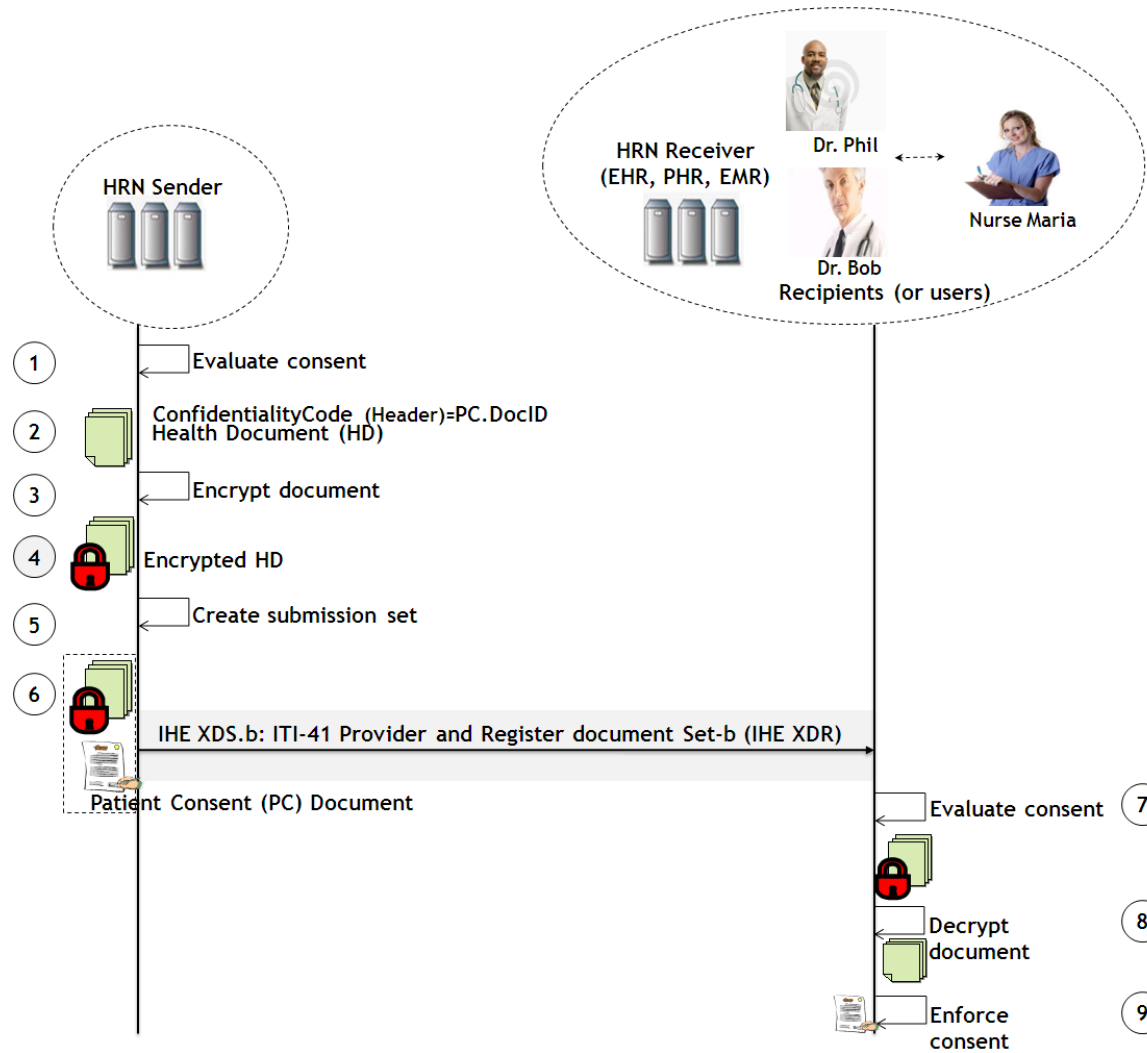 Dr. Phil
HRN Receiver
(EHR, PHR, EMR)
HRN Sender
Nurse Maria
Dr. Bob
Recipients (or users)
1
Evaluate consent
2
ConfidentialityCode (Header)=PC.DocID
Health Document (HD)
3
Encrypt document
4
Encrypted HD
5
Create submission set
6
IHE XDS.b: ITI-41 Provider and Register document Set-b (IHE XDR)
Patient Consent (PC) Document
Evaluate consent
7
Decrypt
document
8
Enforce
consent
9